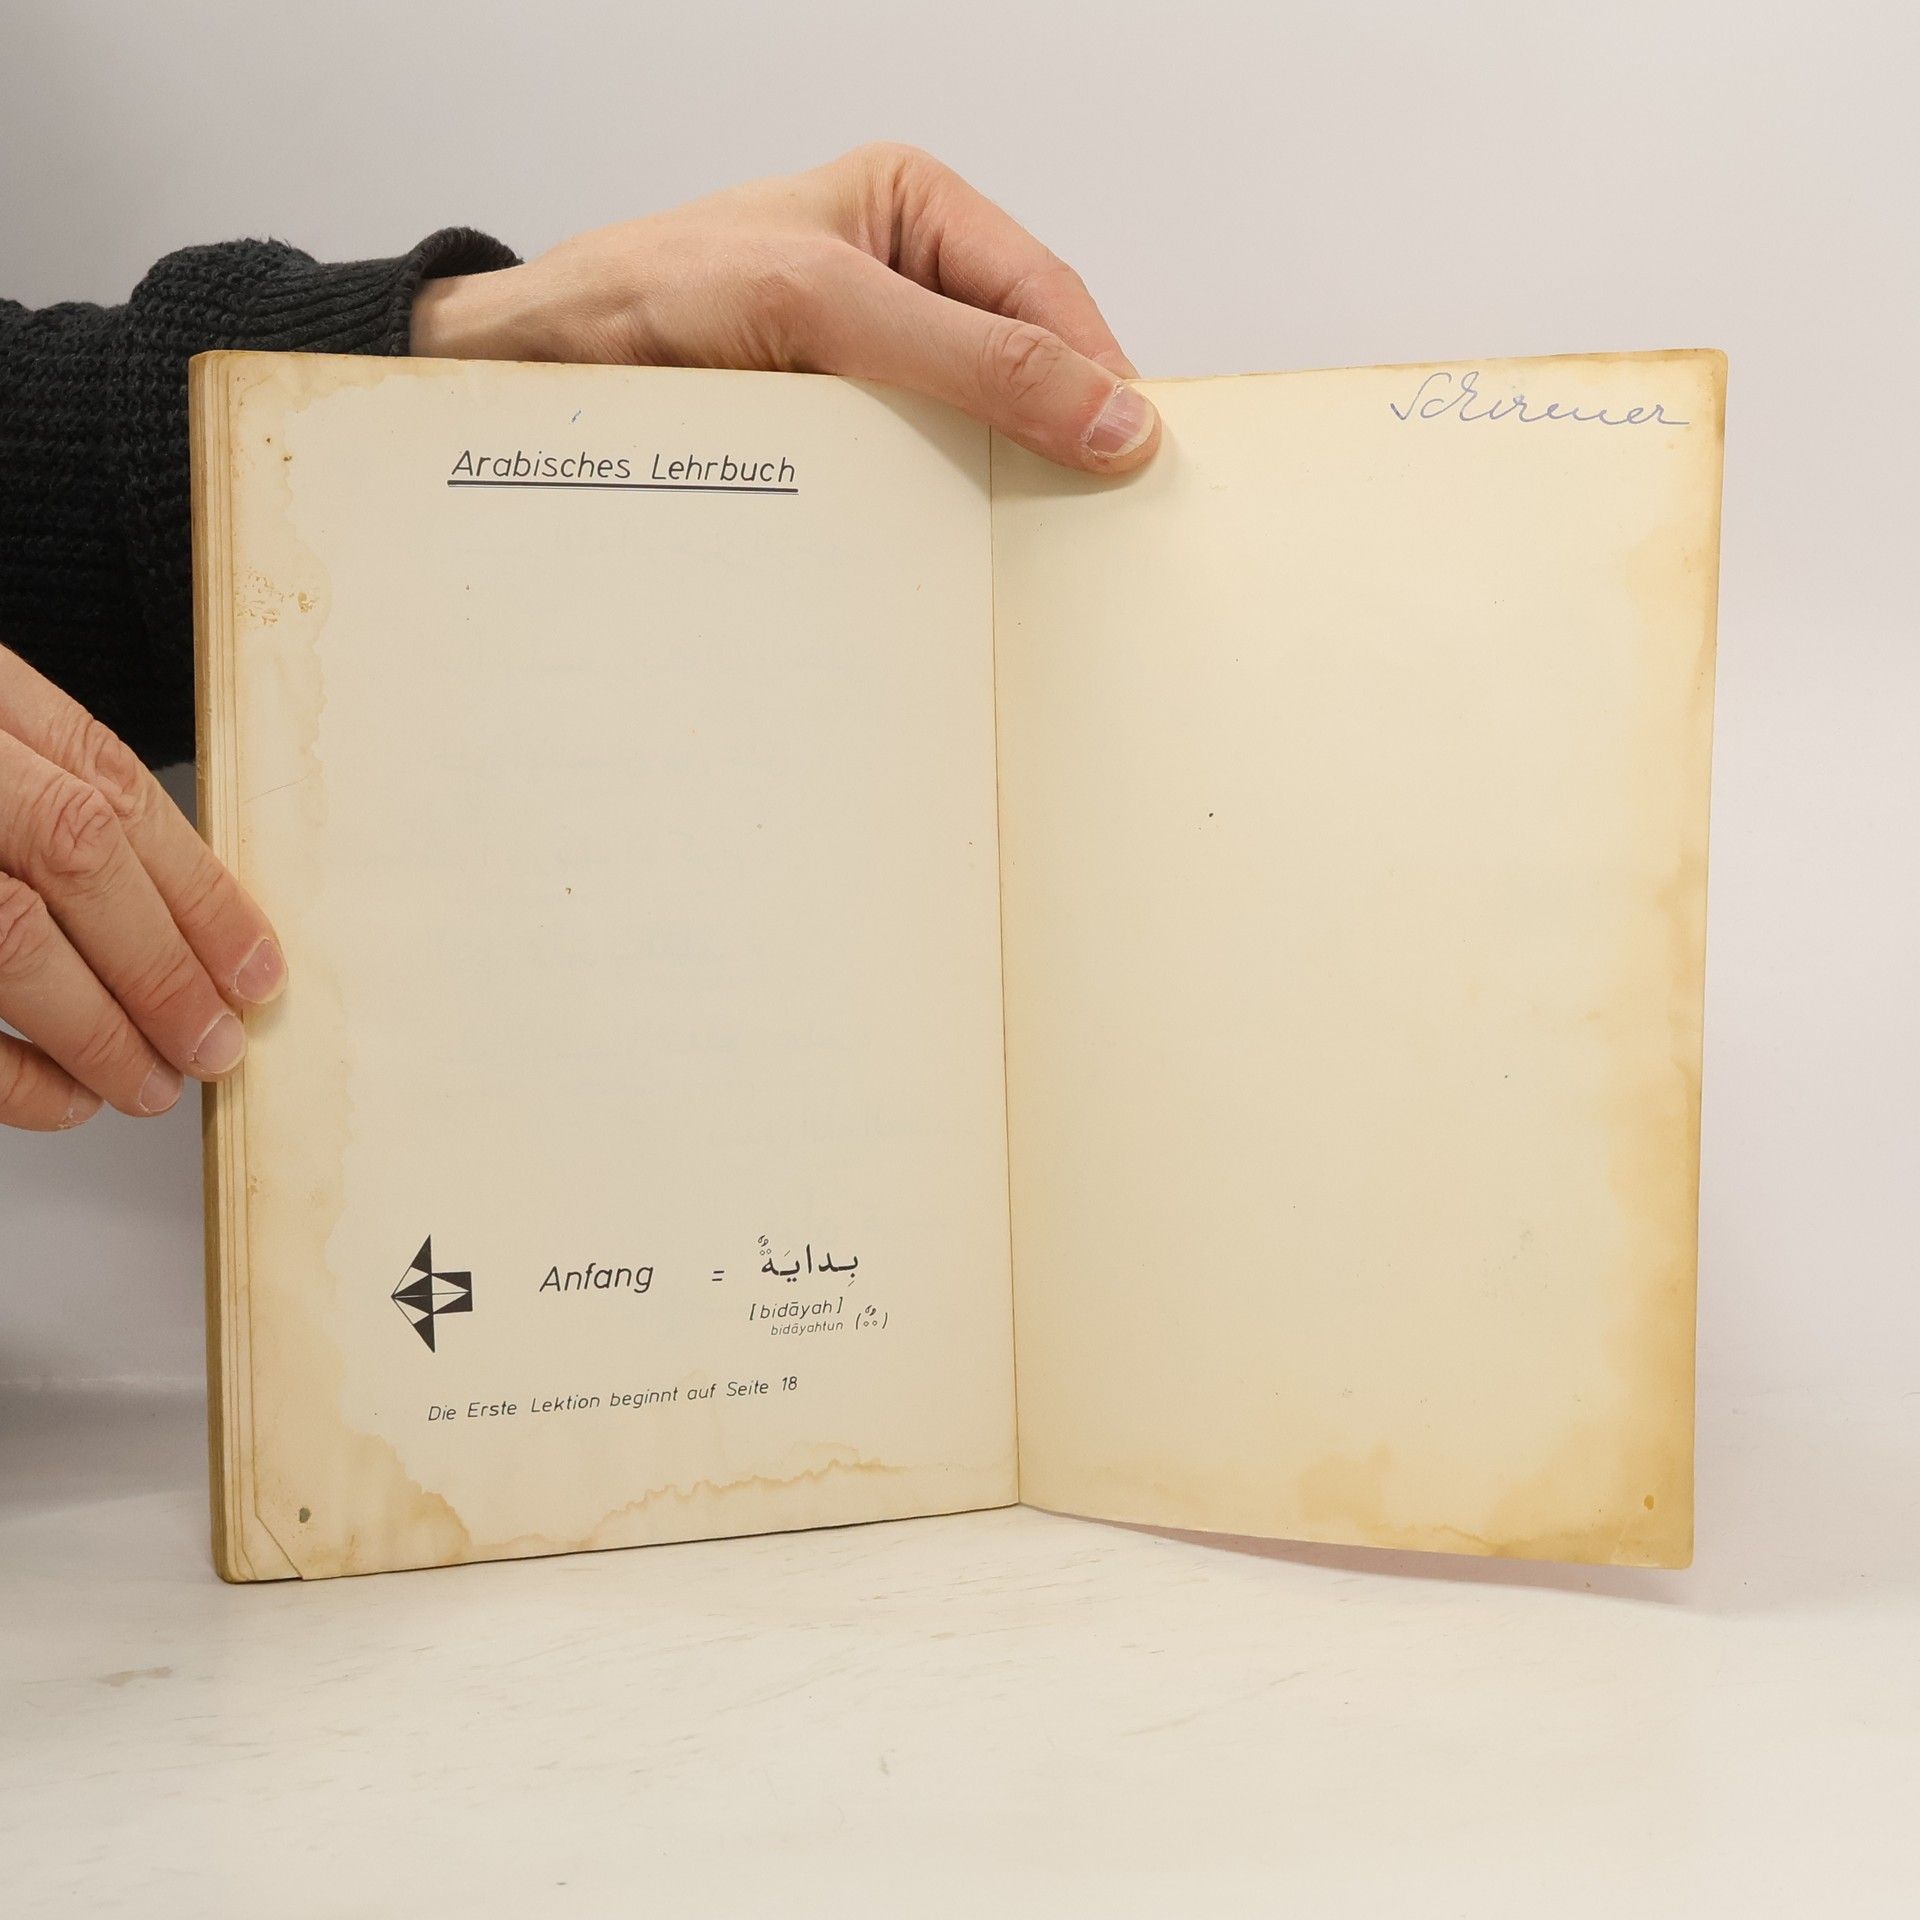 Arabisches Lehrbuch
Anfang = بِدايَةٌ
[bidāyah]
bidāyahtun
Die Erste Lektion beginnt auf Seite 18
Schirmer